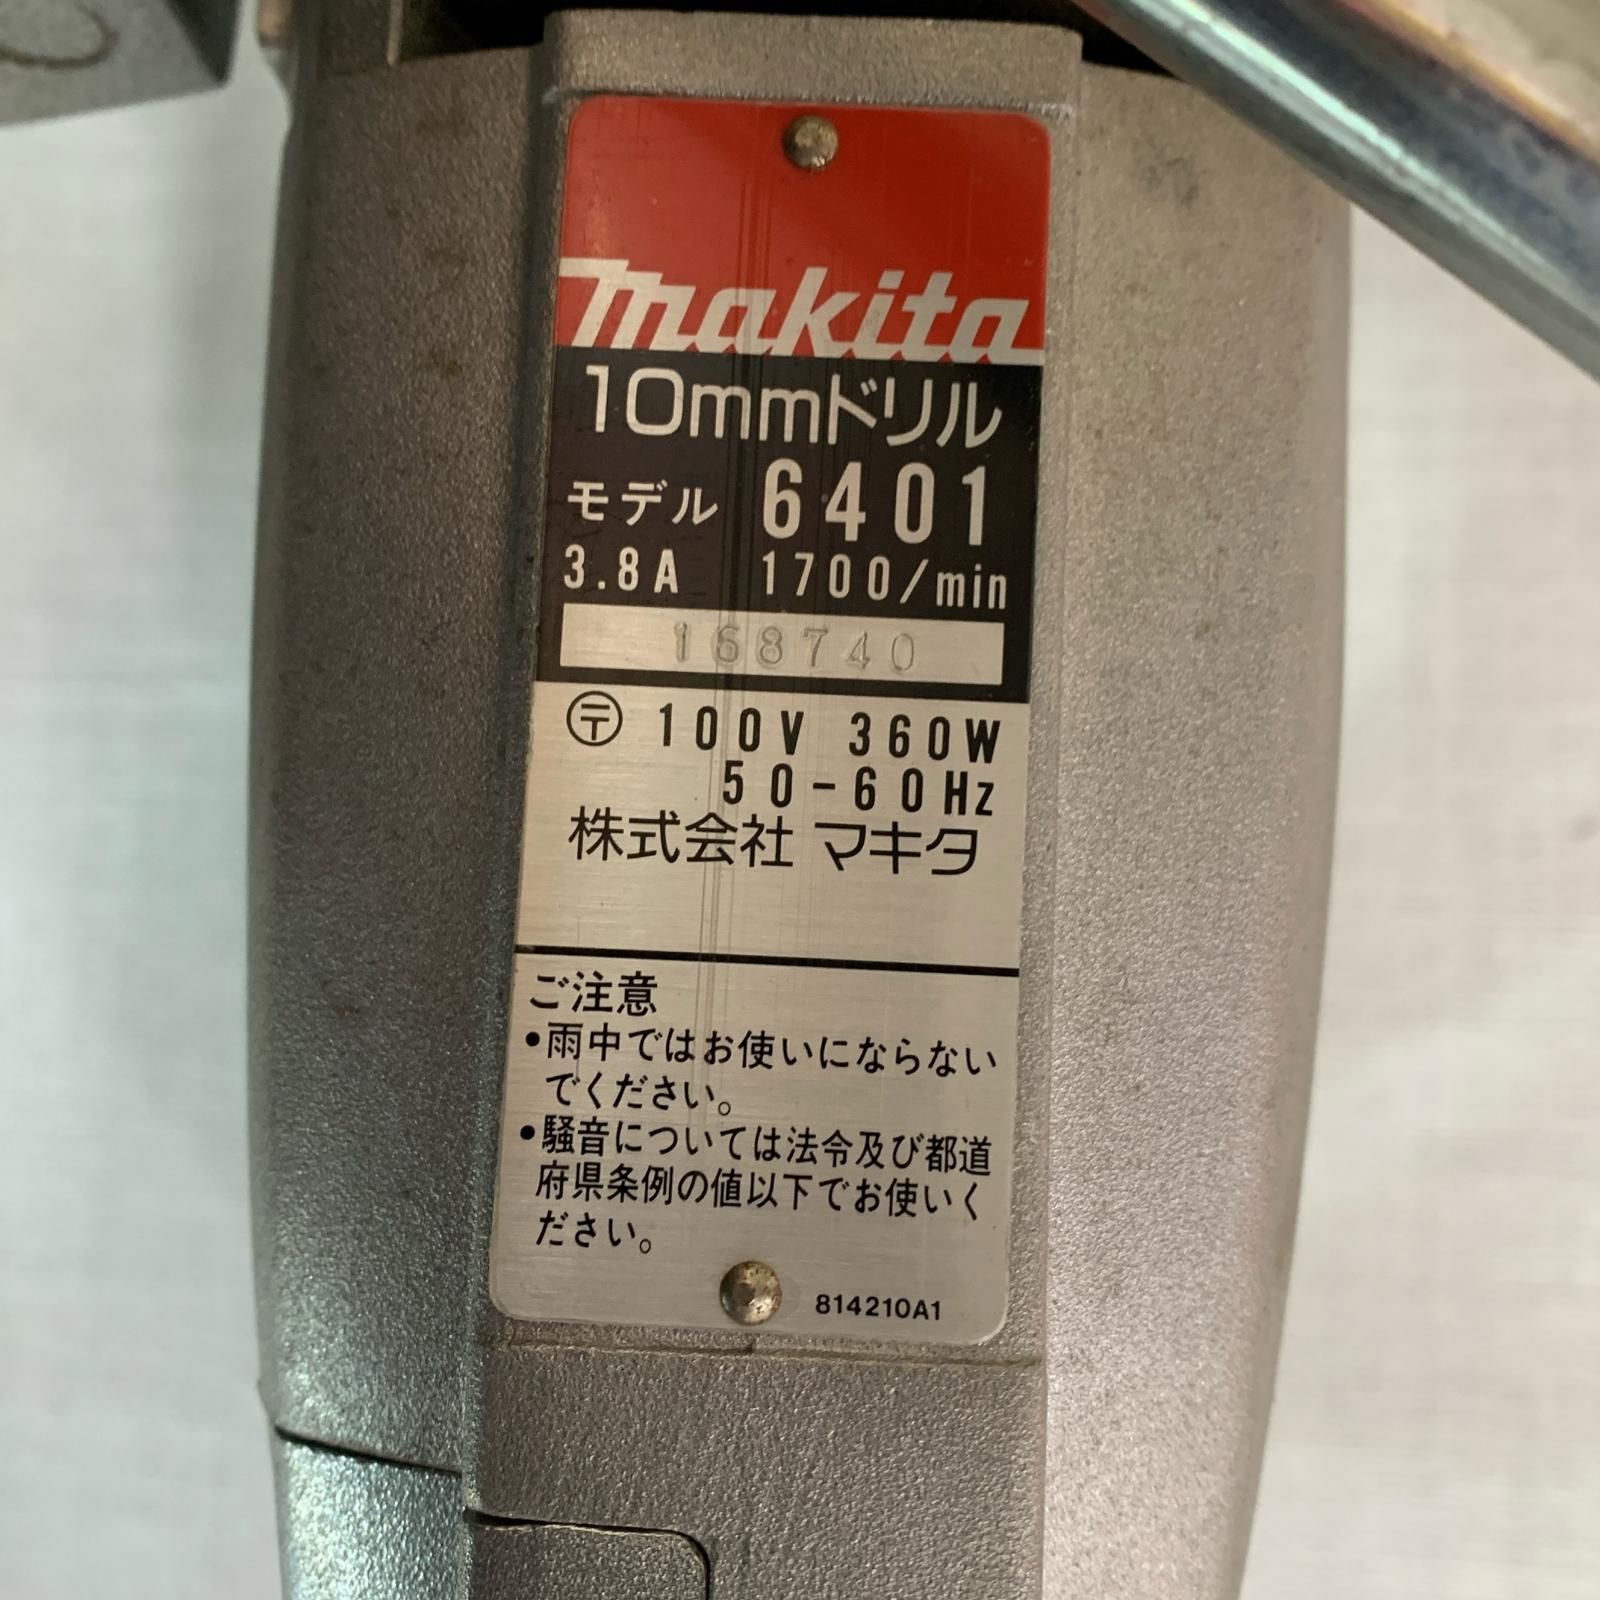 makita
10mmドリル
モデル 6401
3.8A 1700/min
168740
〒 100V 360W
50-60Hz
株式会社 マキタ
ご注意
•雨中ではお使いにならない
でください。
•騒音については法令及び都道
府県条例の値以下でお使いく
ださい。
814210A1